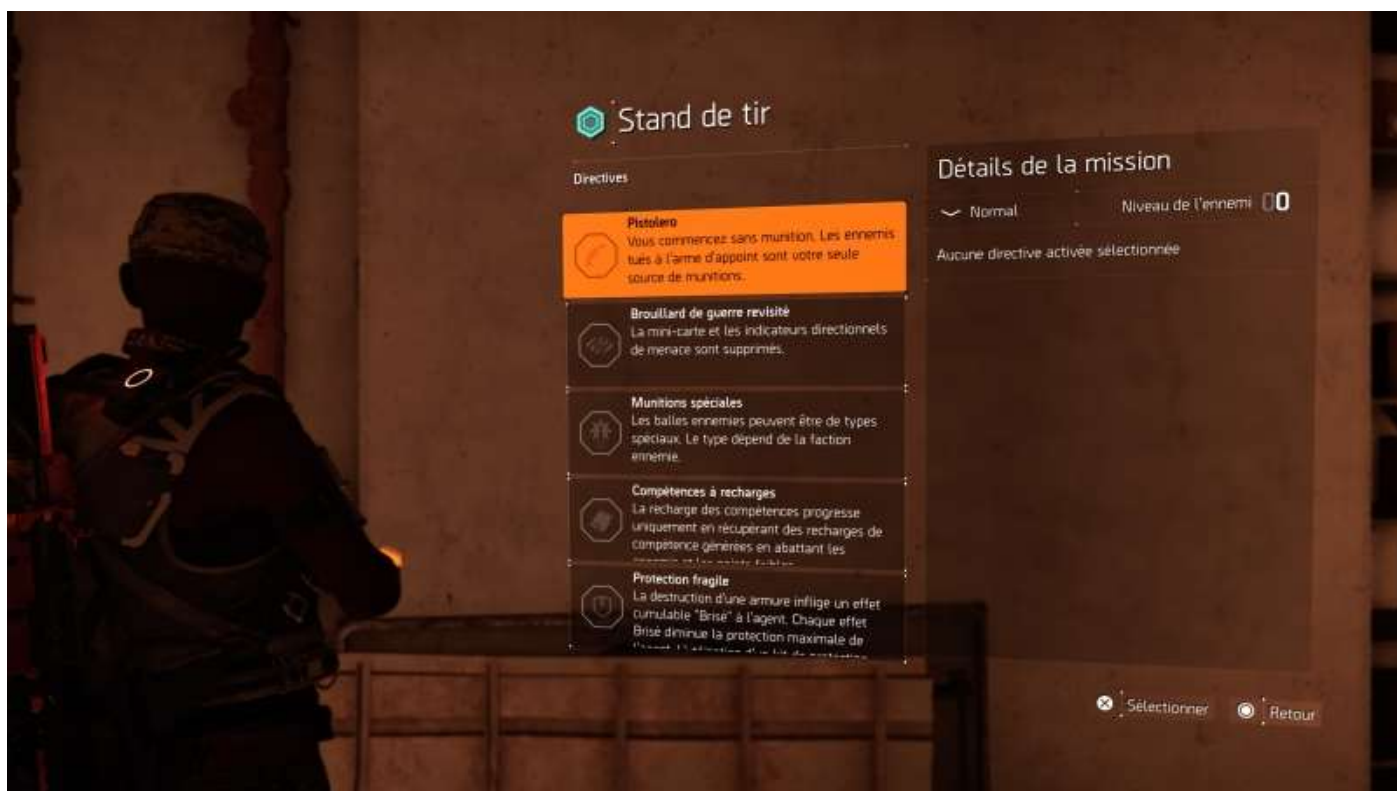 Stand de tir
Directives
Pistolero
Vous commencez sans munition. Les ennemis
tués à l'arme d'appoint sont votre seule
source de munitions.
Brouillard de guerre revisité
La mini-carte et les indicateurs directionnels
de menace sont supprimés.
Munitions spéciales
Les balles ennemies peuvent être de types
spéciaux. Le type dépend de la faction
ennemie.
Compétences à recharges
La recharge des compétences progresse
uniquement en récupérant des recharges de
compétence générées en abattant les
Protection fragile
La destruction d'une armure inflige un effet
cumulable "Brisé" à l'agent. Chaque effet
Brisé diminue la protection maximale de
Détails de la mission
Normal
Niveau de l'ennemi 00
Aucune directive activée sélectionnée
Sélectionner
Retour